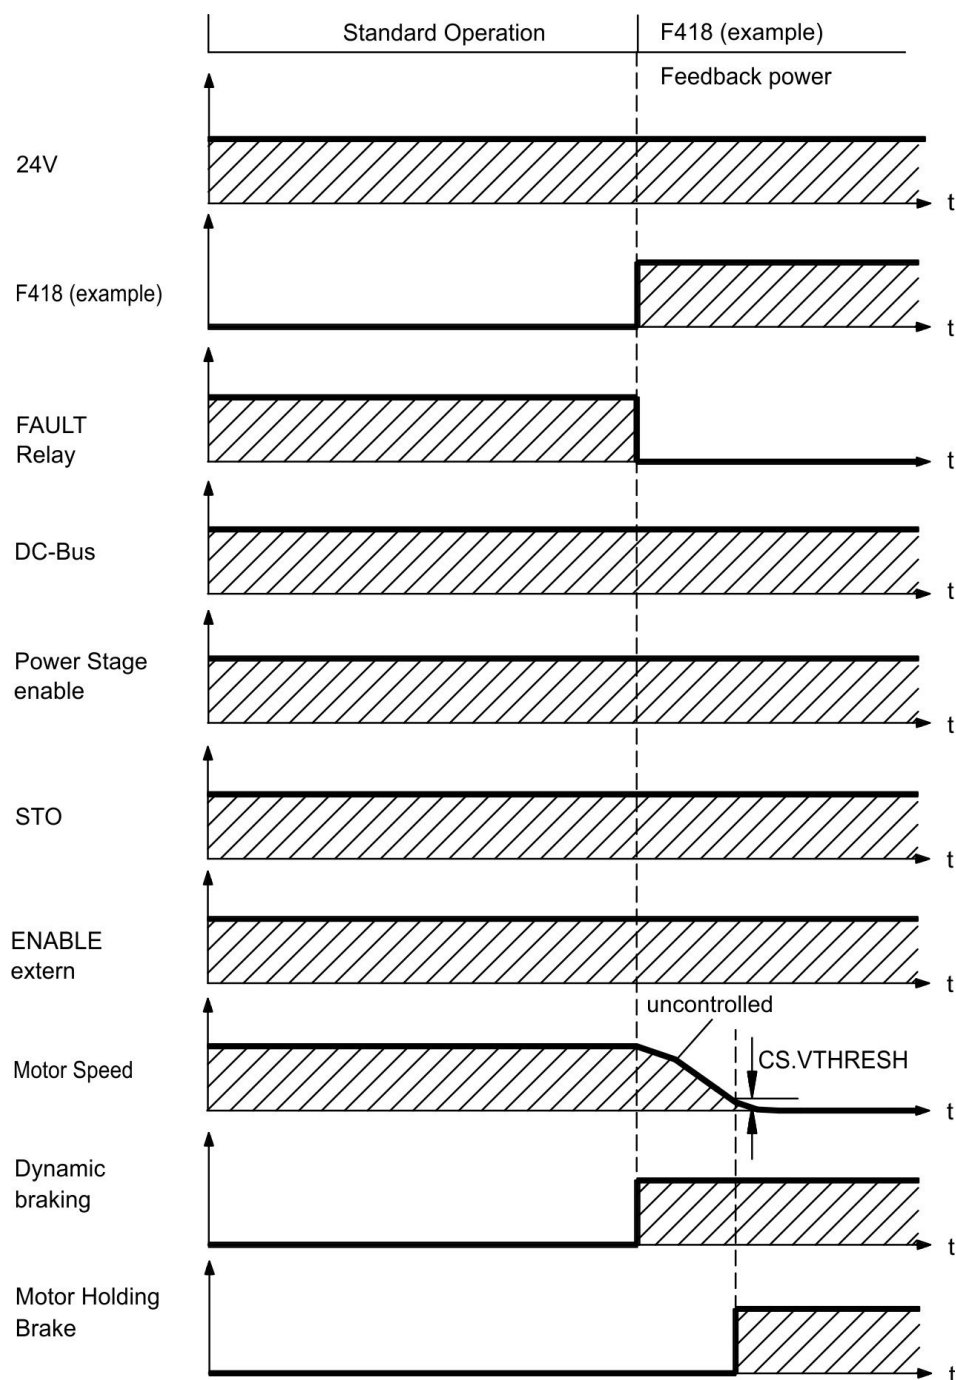 Standard Operation
F418 (example)
Feedback power
24V
t
F418 (example)
t
FAULT
Relay
t
DC-Bus
t
Power Stage
enable
t
STO
t
ENABLE
extern
t
uncontrolled
CS.VTHRESH
Motor Speed
t
Dynamic
braking
t
Motor Holding
Brake
t